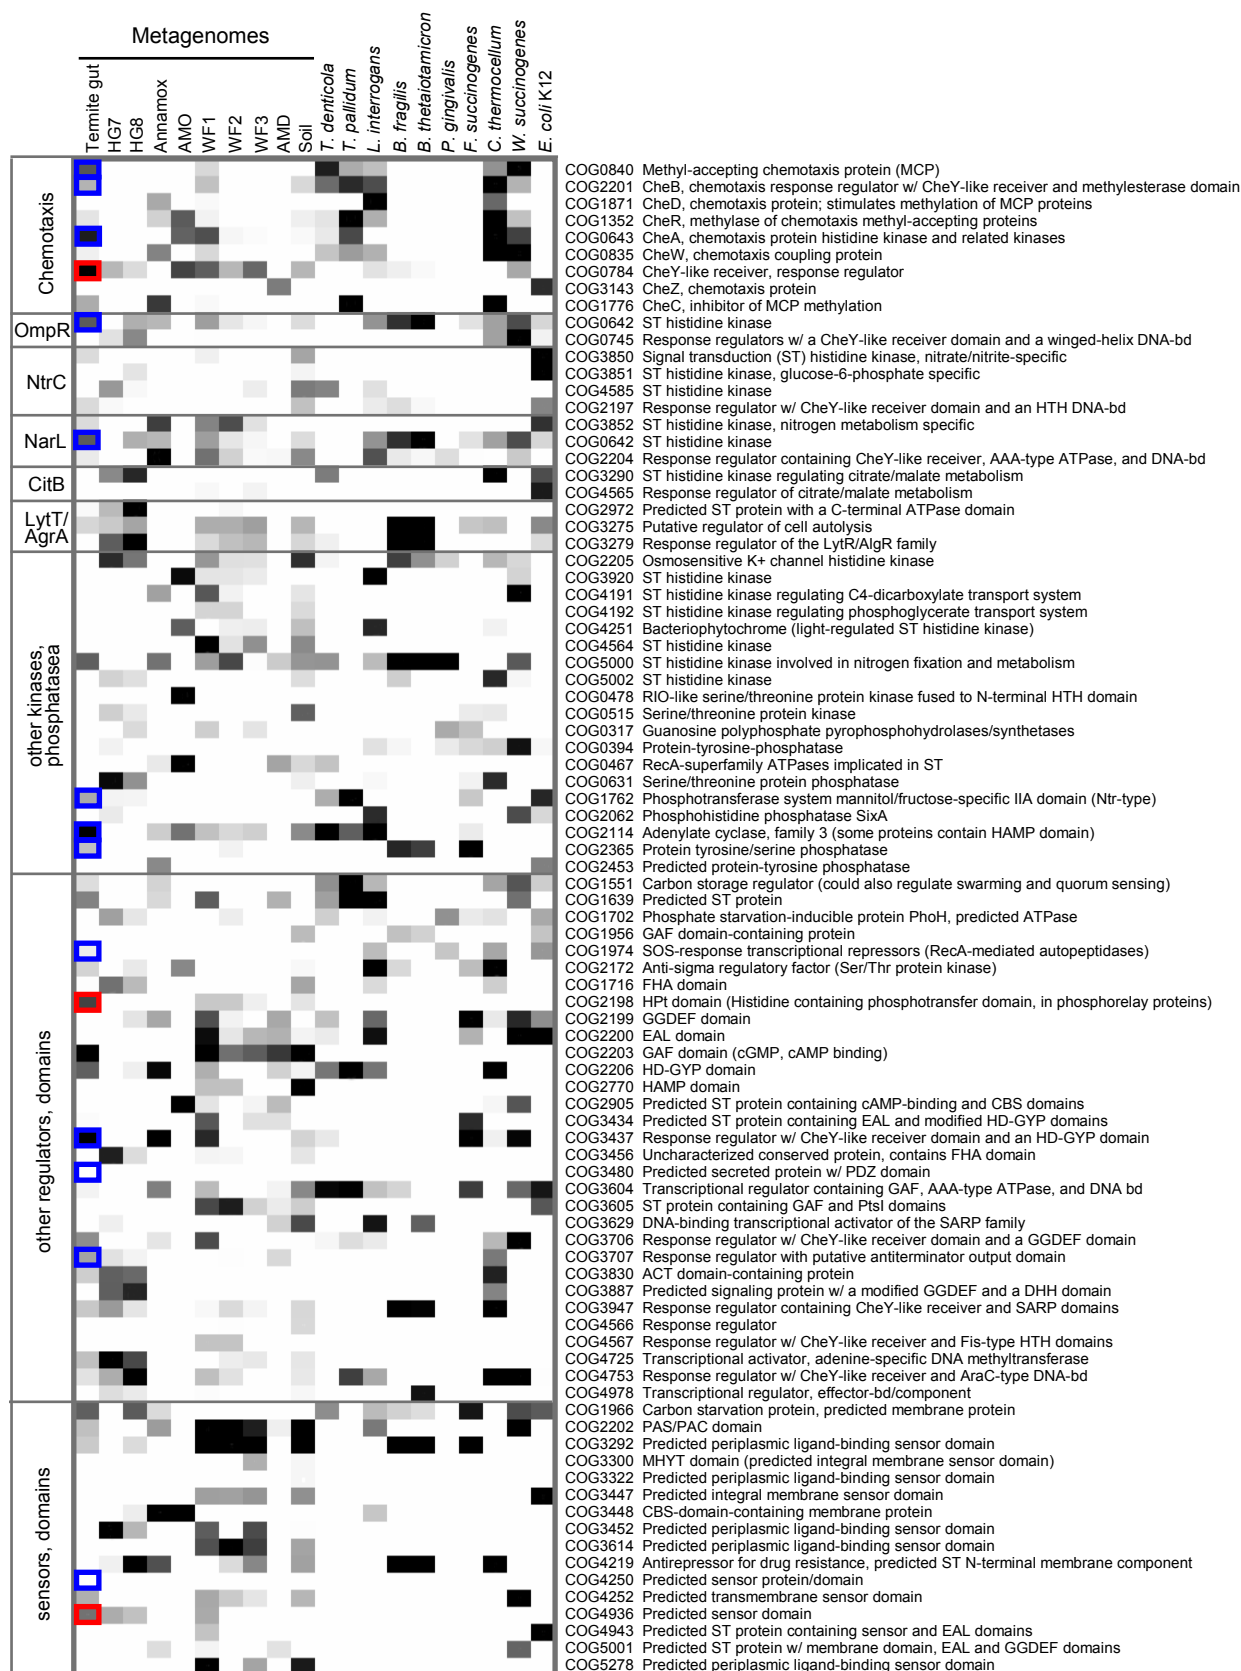 Metagenomes
Termite gut
HG7
HG8
Annamox
AMO
WF1
WF2
WF3
AMD
Soil
T. denticola
T. pallidum
L. interrogans
B. fragilis
B. thetaiotamicron
P. gingivalis
F. succinogenes
C. thermocellum
W. succinogenes
E. coli K12
Chemotaxis
COG0840 Methyl-accepting chemotaxis protein (MCP)
COG2201 CheB, chemotaxis response regulator w/ CheY-like receiver and methylesterase domain
COG1871 CheD, chemotaxis protein; stimulates methylation of MCP proteins
COG1352 CheR, methylase of chemotaxis methyl-accepting proteins
COG0643 CheA, chemotaxis protein histidine kinase and related kinases
COG0835 CheW, chemotaxis coupling protein
COG0784 CheY-like receiver, response regulator
COG3143 CheZ, chemotaxis protein
COG1776 CheC, inhibitor of MCP methylation
OmpR
COG0642 ST histidine kinase
COG0745 Response regulators w/ a CheY-like receiver domain and a winged-helix DNA-bd
NtrC
COG3850 Signal transduction (ST) histidine kinase, nitrate/nitrite-specific
COG3851 ST histidine kinase, glucose-6-phosphate specific
COG4585 ST histidine kinase
COG2197 Response regulator w/ CheY-like receiver domain and an HTH DNA-bd
NarL
COG3852 ST histidine kinase, nitrogen metabolism specific
COG0642 ST histidine kinase
COG2204 Response regulator containing CheY-like receiver, AAA-type ATPase, and DNA-bd
CitB
COG3290 ST histidine kinase regulating citrate/malate metabolism
COG4565 Response regulator of citrate/malate metabolism
LytT/
AgrA
COG2972 Predicted ST protein with a C-terminal ATPase domain
COG3275 Putative regulator of cell autolysis
COG3279 Response regulator of the LytR/AlgR family
other kinases,
phosphatasea
COG2205 Osmosensitive K+ channel histidine kinase
COG3920 ST histidine kinase
COG4191 ST histidine kinase regulating C4-dicarboxylate transport system
COG4192 ST histidine kinase regulating phosphoglycerate transport system
COG4251 Bacteriophytochrome (light-regulated ST histidine kinase)
COG4564 ST histidine kinase
COG5000 ST histidine kinase involved in nitrogen fixation and metabolism
COG5002 ST histidine kinase
COG0478 RIO-like serine/threonine protein kinase fused to N-terminal HTH domain
COG0515 Serine/threonine protein kinase
COG0317 Guanosine polyphosphate pyrophosphohydrolases/synthetases
COG0394 Protein-tyrosine-phosphatase
COG0467 RecA-superfamily ATPases implicated in ST
COG0631 Serine/threonine protein phosphatase
COG1762 Phosphotransferase system mannitol/fructose-specific IIA domain (Ntr-type)
COG2062 Phosphohistidine phosphatase SixA
COG2114 Adenylate cyclase, family 3 (some proteins contain HAMP domain)
COG2365 Protein tyrosine/serine phosphatase
COG2453 Predicted protein-tyrosine phosphatase
other regulators, domains
COG1551 Carbon storage regulator (could also regulate swarming and quorum sensing)
COG1639 Predicted ST protein
COG1702 Phosphate starvation-inducible protein PhoH, predicted ATPase
COG1956 GAF domain-containing protein
COG1974 SOS-response transcriptional repressors (RecA-mediated autopeptidases)
COG2172 Anti-sigma regulatory factor (Ser/Thr protein kinase)
COG1716 FHA domain
COG2198 HPt domain (Histidine containing phosphotransfer domain, in phosphorelay proteins)
COG2199 GGDEF domain
COG2200 EAL domain
COG2203 GAF domain (cGMP, cAMP binding)
COG2206 HD-GYP domain
COG2770 HAMP domain
COG2905 Predicted ST protein containing cAMP-binding and CBS domains
COG3434 Predicted ST protein containing EAL and modified HD-GYP domains
COG3437 Response regulator w/ CheY-like receiver domain and an HD-GYP domain
COG3456 Uncharacterized conserved protein, contains FHA domain
COG3480 Predicted secreted protein w/ PDZ domain
COG3604 Transcriptional regulator containing GAF, AAA-type ATPase, and DNA bd
COG3605 ST protein containing GAF and PtsI domains
COG3629 DNA-binding transcriptional activator of the SARP family
COG3706 Response regulator w/ CheY-like receiver domain and a GGDEF domain
COG3707 Response regulator with putative antiterminator output domain
COG3830 ACT domain-containing protein
COG3887 Predicted signaling protein w/ a modified GGDEF and a DHH domain
COG3947 Response regulator containing CheY-like receiver and SARP domains
COG4566 Response regulator
COG4567 Response regulator w/ CheY-like receiver and Fis-type HTH domains
COG4725 Transcriptional activator, adenine-specific DNA methyltransferase
COG4753 Response regulator w/ CheY-like receiver and AraC-type DNA-bd
COG4978 Transcriptional regulator, effector-bd/component
sensors, domains
COG1966 Carbon starvation protein, predicted membrane protein
COG2202 PAS/PAC domain
COG3292 Predicted periplasmic ligand-binding sensor domain
COG3300 MHYT domain (predicted integral membrane sensor domain)
COG3322 Predicted periplasmic ligand-binding sensor domain
COG3447 Predicted integral membrane sensor domain
COG3448 CBS-domain-containing membrane protein
COG3452 Predicted periplasmic ligand-binding sensor domain
COG3614 Predicted periplasmic ligand-binding sensor domain
COG4219 Antirepressor for drug resistance, predicted ST N-terminal membrane component
COG4250 Predicted sensor protein/domain
COG4252 Predicted transmembrane sensor domain
COG4936 Predicted sensor domain
COG4943 Predicted ST protein containing sensor and EAL domains
COG5001 Predicted ST protein w/ membrane domain, EAL and GGDEF domains
COG5278 Predicted periplasmic ligand-binding sensor domain